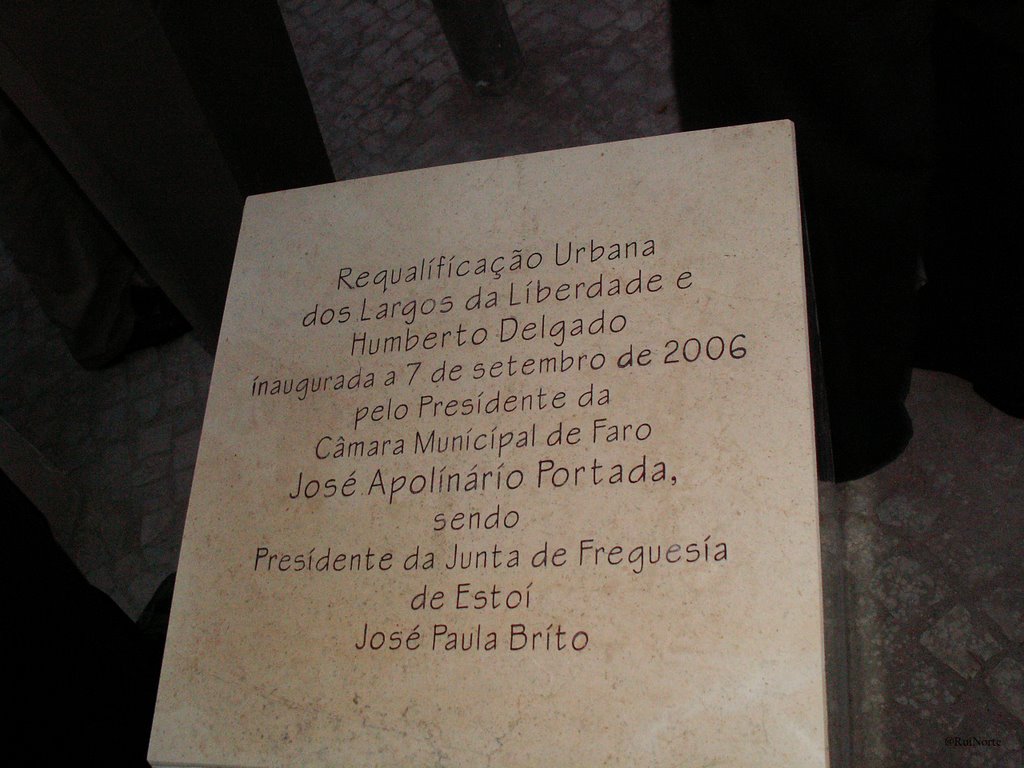 Requalificação Urbana
dos Largos da Liberdade e
Humberto Delgado
inaugurada a 7 de setembro de 2006
pelo Presidente da
Câmara Municipal de Faro
José Apolinário Portada,
sendo
Presidente da Junta de Freguesia
de Estoi
José Paula Brito
@RuiNorte